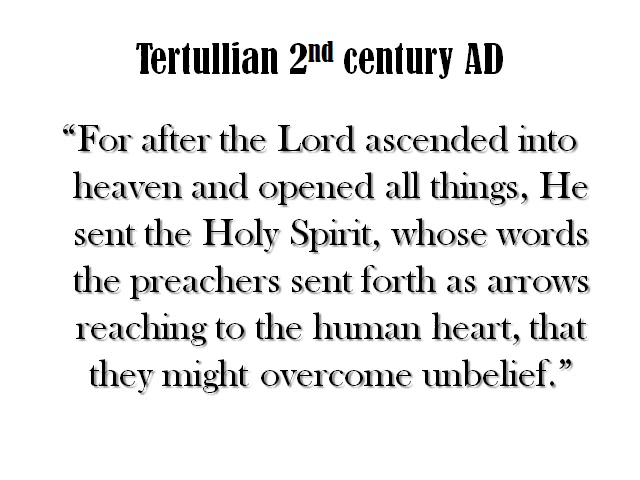 Tertullian 2nd century AD
“For after the Lord ascended into
heaven and opened all things, He
sent the Holy Spirit, whose words
the preachers sent forth as arrows
reaching to the human heart, that
they might overcome unbelief.”